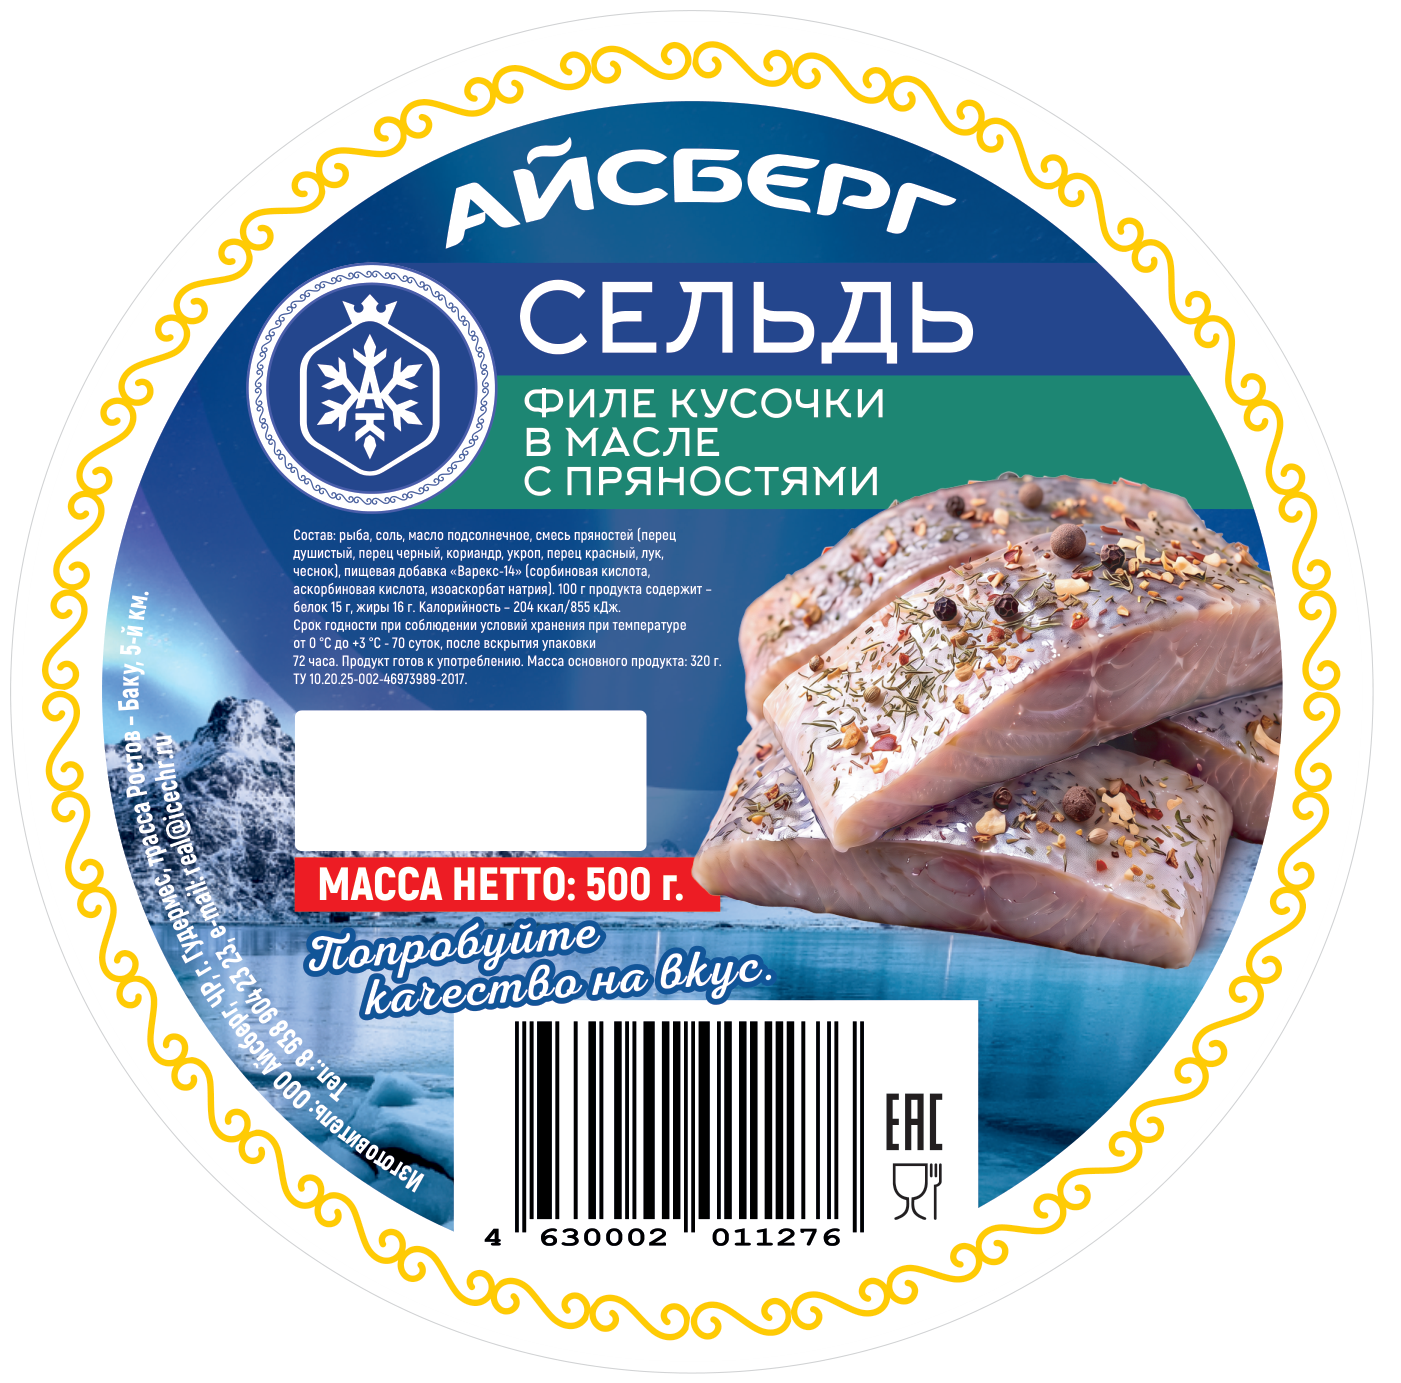 АЙСБЕРГ
СЕЛЬДЬ
ФИЛЕ КУСОЧКИ
В МАСЛЕ
С ПРЯНОСТЯМИ
АК
Состав: рыба, соль, масло подсолнечное, смесь пряностей (перец
душистый, перец черный, кориандр, укроп, перец красный, лук,
чеснок), пищевая добавка «Варекс-14» (сорбиновая кислота,
аскорбиновая кислота, изоаскорбат натрия). 100 г продукта содержит –
белок 15 г, жиры 16 г. Калорийность – 204 ккал/855 кДж.
Срок годности при соблюдении условий хранения при температуре
от 0 °С до +3 °С - 70 суток, после вскрытия упаковки
72 часа. Продукт готов к употреблению. Масса основного продукта: 320 г.
ТУ 10.20.25-002-46973989-2017.
МАССА НЕТТО: 500 г.
Попробуйте
качество на вкус.
Изготовитель: ООО Айсберг, ЧР, г. Гудермес, трасса Ростов – Баку, 5-й км.
Тел.: 8 938 904 23 23, e-mail: real@icechr.ru
EAC
4 630002 011276